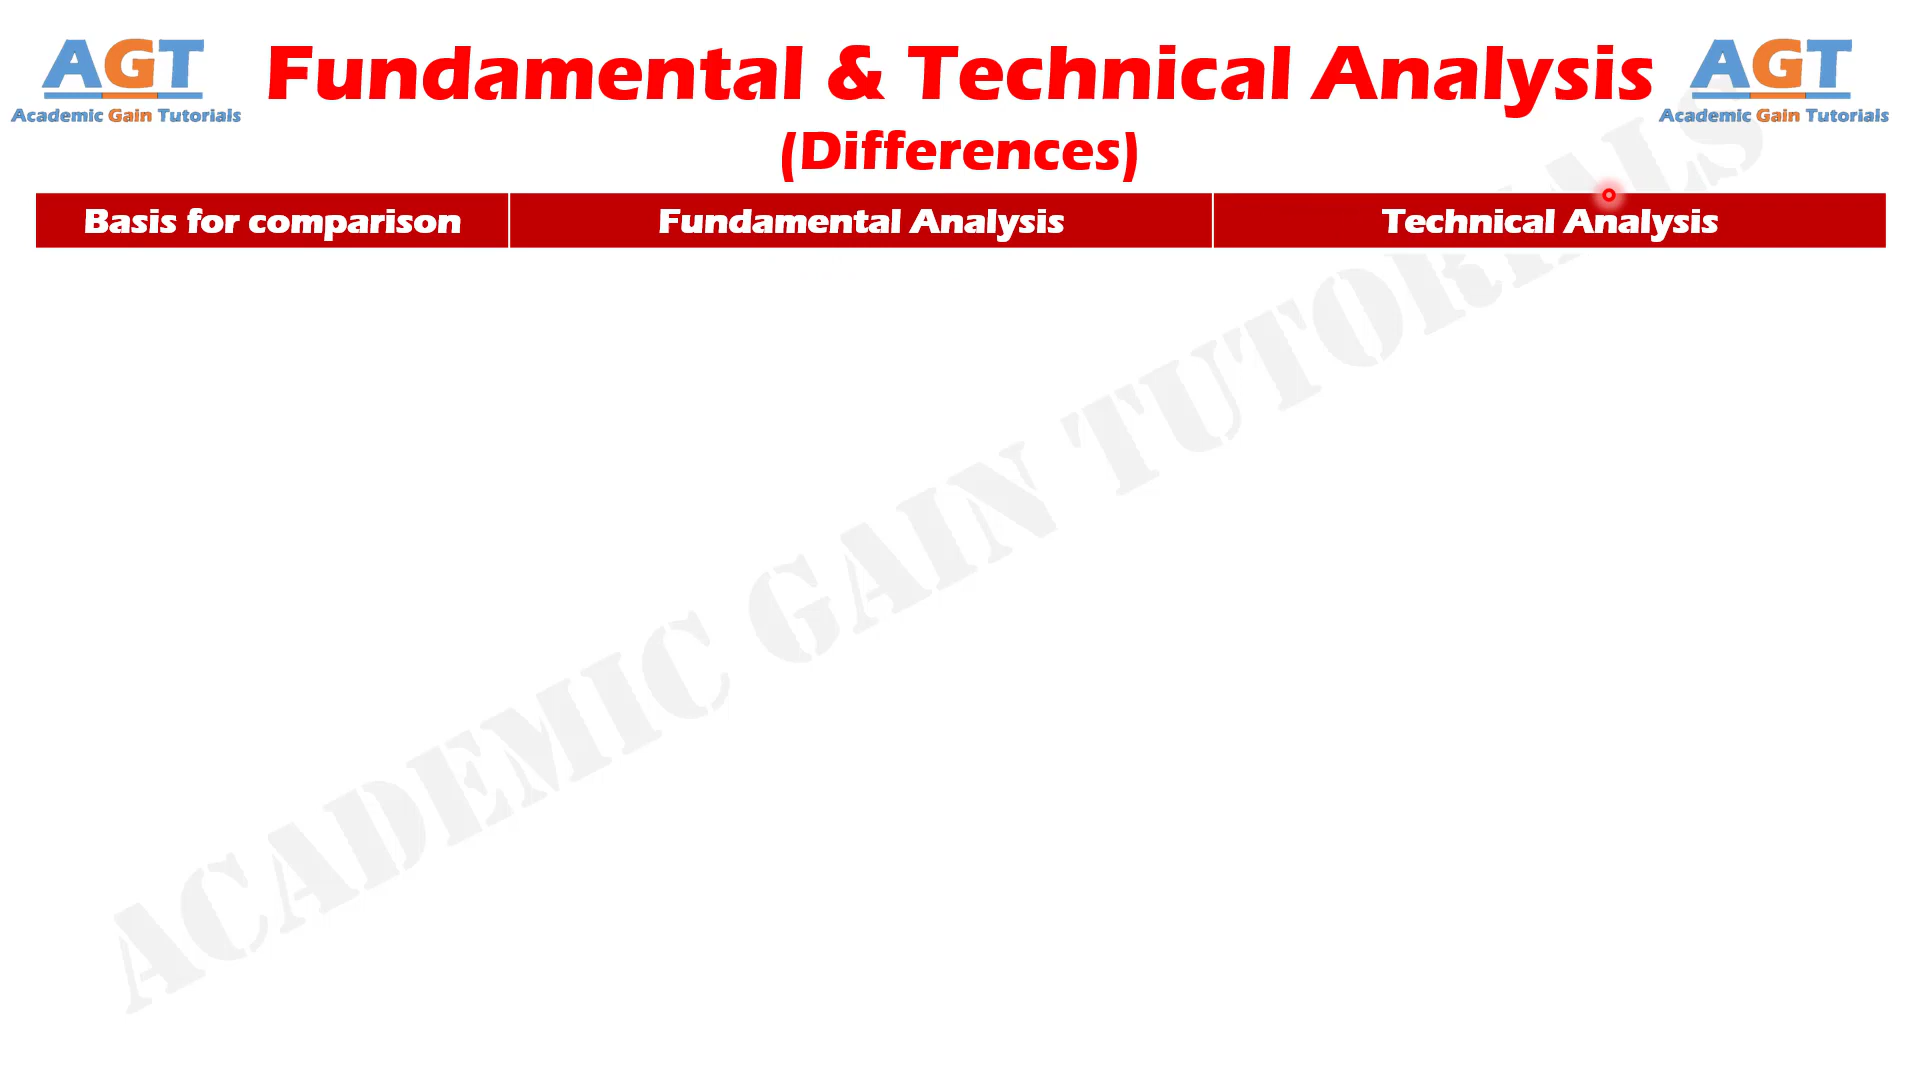 AGT
Academic Gain Tutorials
Fundamental & Technical Analysis
(Differences)
AGT
Academic Gain Tutorials
Basis for comparison
Fundamental Analysis
Technical Analysis
ACADEMIC GAIN TUTORIALS